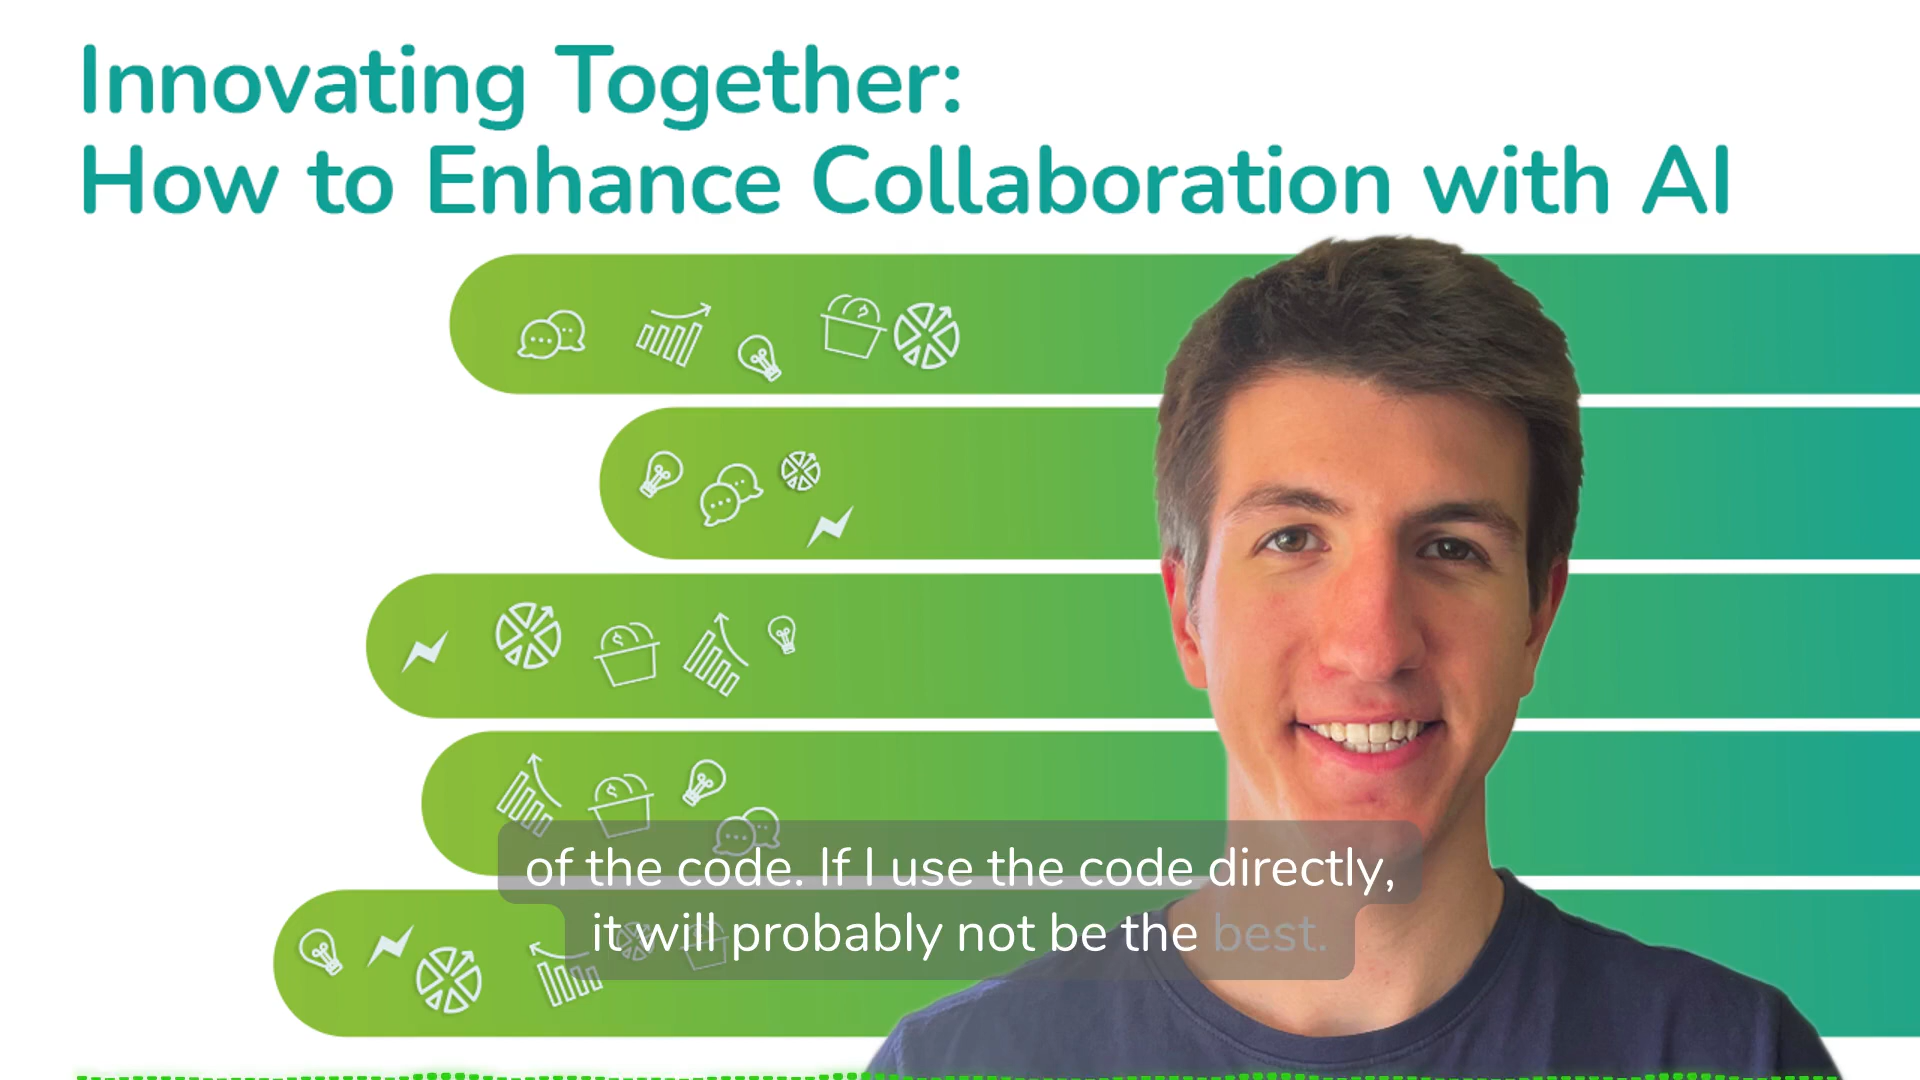 Innovating Together:
How to Enhance Collaboration with AI
of the code. If I use the code directly,
it will probably not be the best.